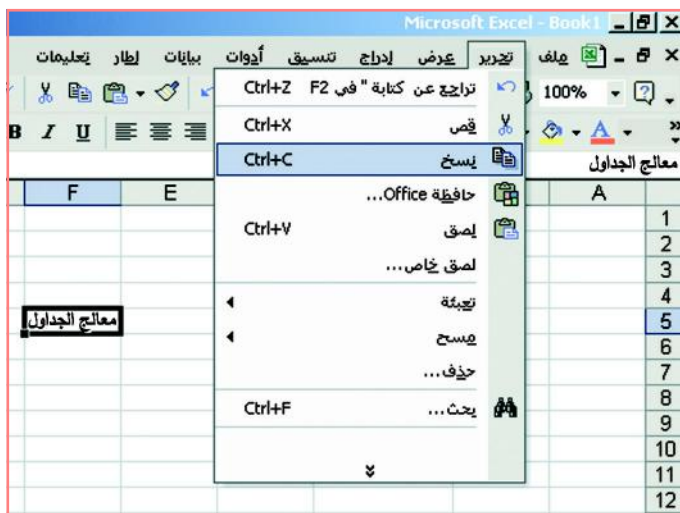 Microsoft Excel - Book1
ملف تحرير عرض إدراج تنسيق أدوات بيانات إطار تعليمات
100%
B I U A
معالج الجداول
تراجع عن كتابة " في F2 Ctrl+Z
قص Ctrl+X
نسخ Ctrl+C
حافظة Office...
لصق Ctrl+V
لصق خاص...
تعبئة
مسح
حذف...
بحث... Ctrl+F
A E F
1
2
3
4
معالج الجداول 5
6
7
8
9
10
11
12